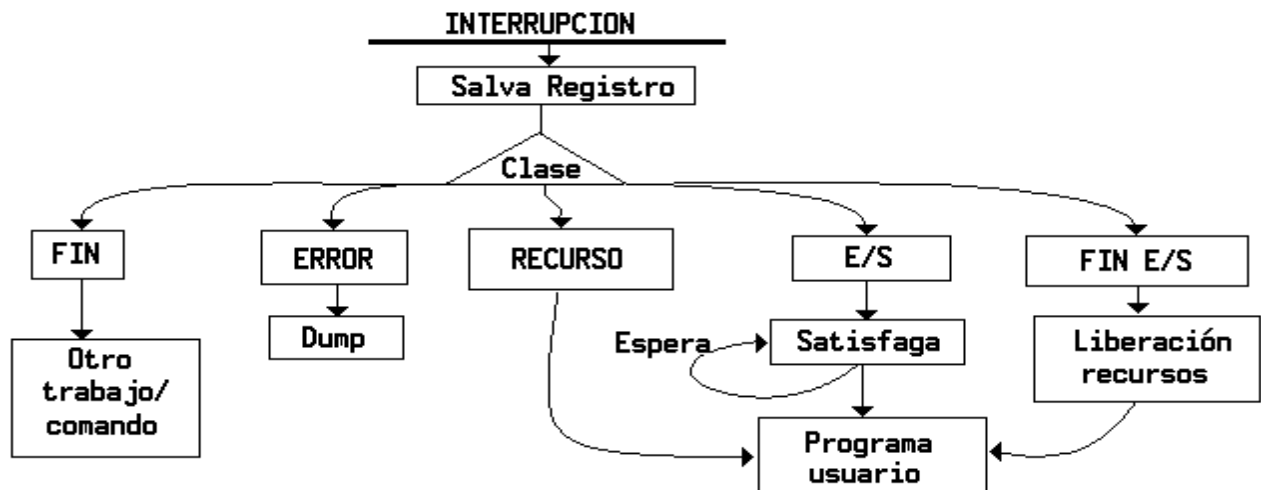 INTERRUPCION
Salva Registro
Clase
FIN
ERROR
RECURSO
E/S
FIN E/S
Otro
trabajo/
comando
Dump
Espera
Satisfaga
Liberación
recursos
Programa
usuario